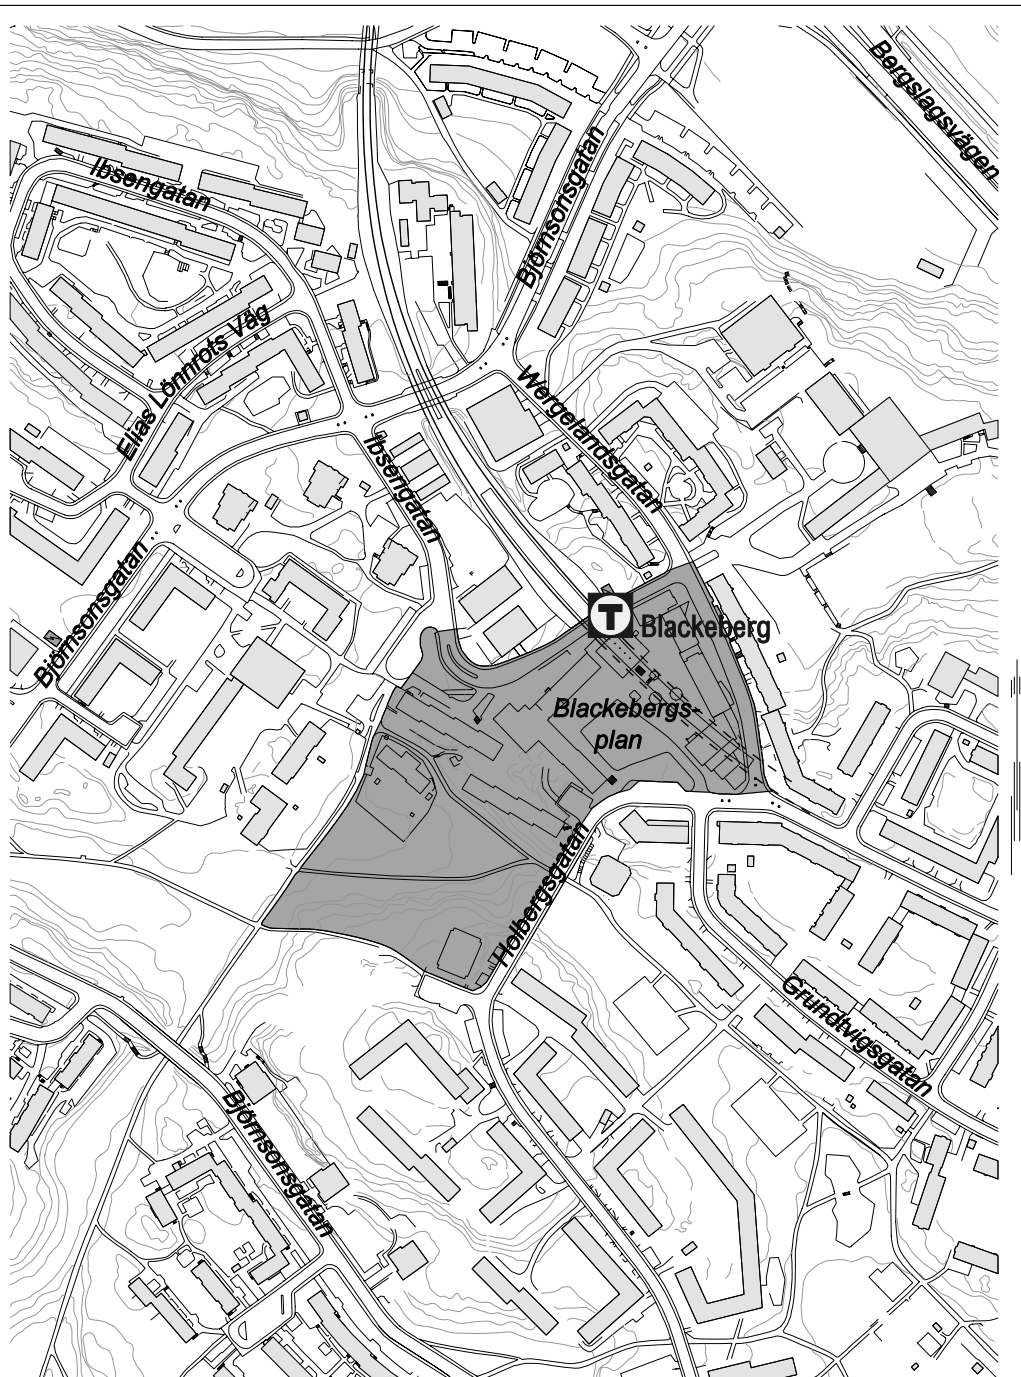 Bergslagsvägen
Björnsonsgatan
Ibsengatan
Elias Lönnrots Väg
Wergelandsgatan
Ibsengatan
Björnsonsgatan
T Blackeberg
Blackebergs-
plan
Holbergsgatan
Grundtvigsgatan
Björnsonsgatan